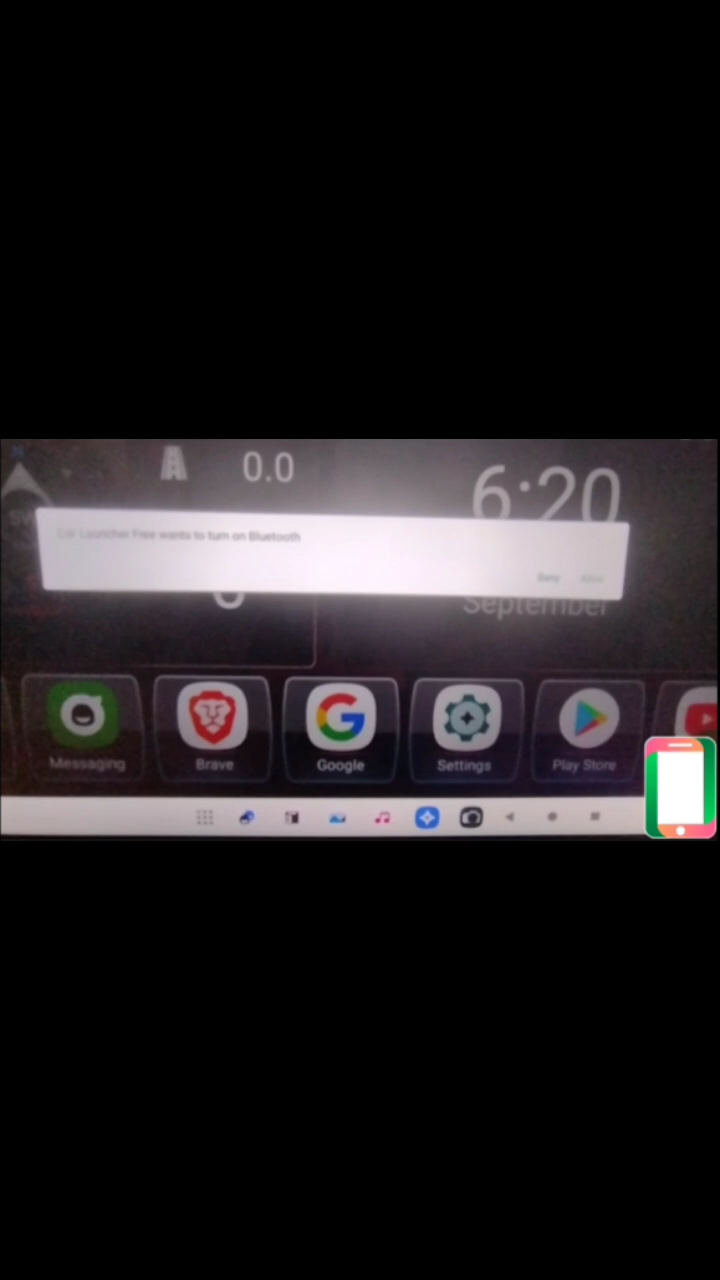 0.0
6:20
Car Launcher Free wants to turn on Bluetooth
Deny Allow
September
Messaging
Brave
Google
Settings
Play Store